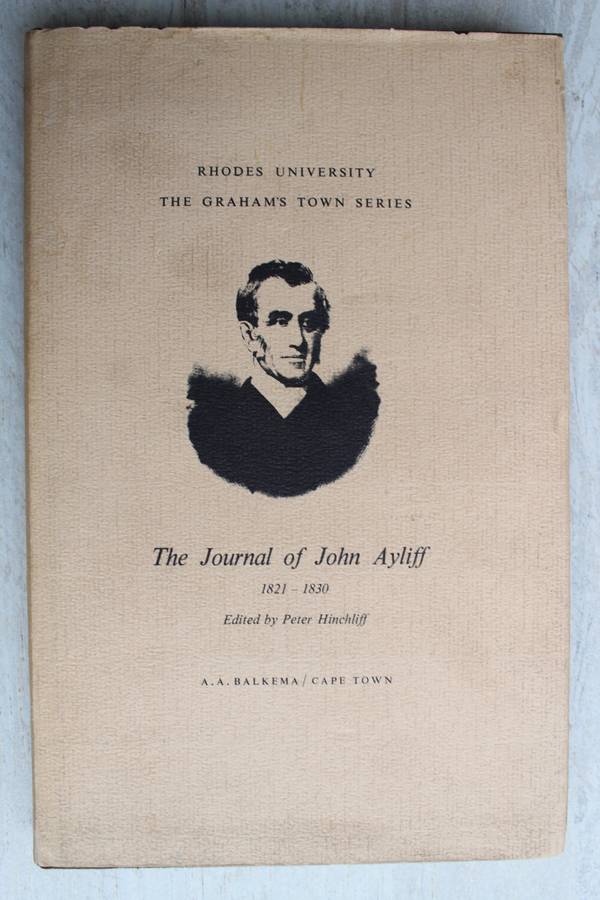 RHODES UNIVERSITY
THE GRAHAM'S TOWN SERIES
The Journal of John Ayliff
1821 – 1830
Edited by Peter Hinchliff
A.A. BALKEMA / CAPE TOWN